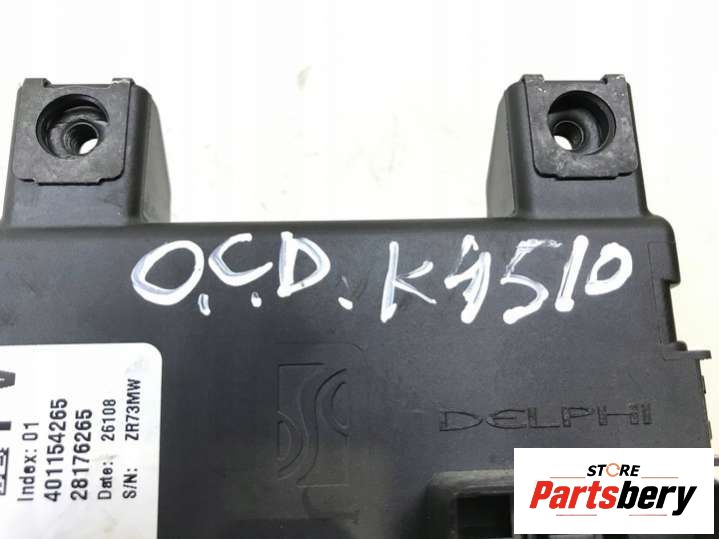 O.C.D. K4510
DELPHI
Index: 01
401154265
28176265
Date: 26108
S/N: ZR73MW
STORE
Partsbery